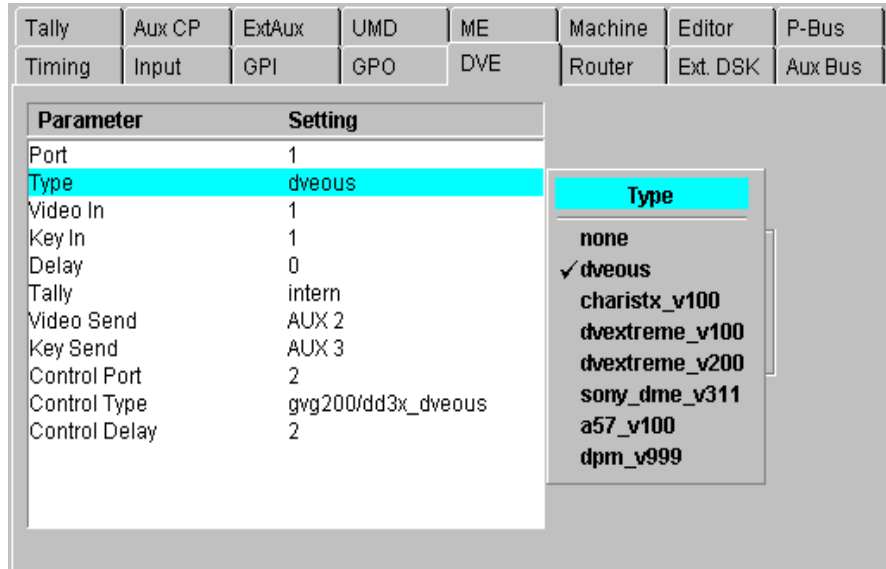 Tally Aux CP ExtAux UMD ME Machine Editor P-Bus
Timing Input GPI GPO DVE Router Ext. DSK Aux Bus
Parameter Setting
Port 1
Type dveous
Video In 1
Key In 1
Delay 0
Tally intern
Video Send AUX 2
Key Send AUX 3
Control Port 2
Control Type gvg200/dd3x_dveous
Control Delay 2
Type
none
✓dveous
charistx_v100
dvextreme_v100
dvextreme_v200
sony_dme_v311
a57_v100
dpm_v999